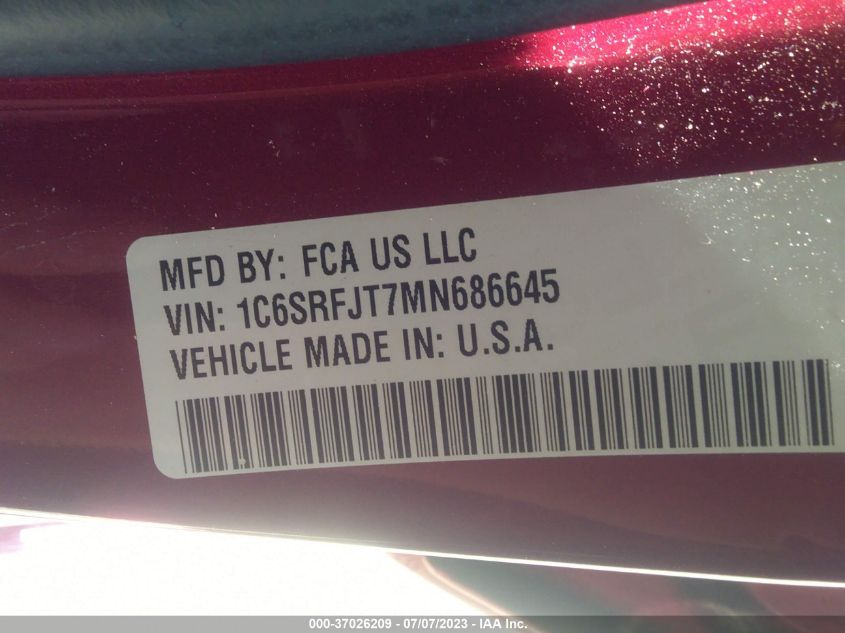 MFD BY: FCA US LLC
VIN: 1C6SRFJT7MN686645
VEHICLE MADE IN: U.S.A.
000-37026209 - 07/07/2023 - IAA Inc.